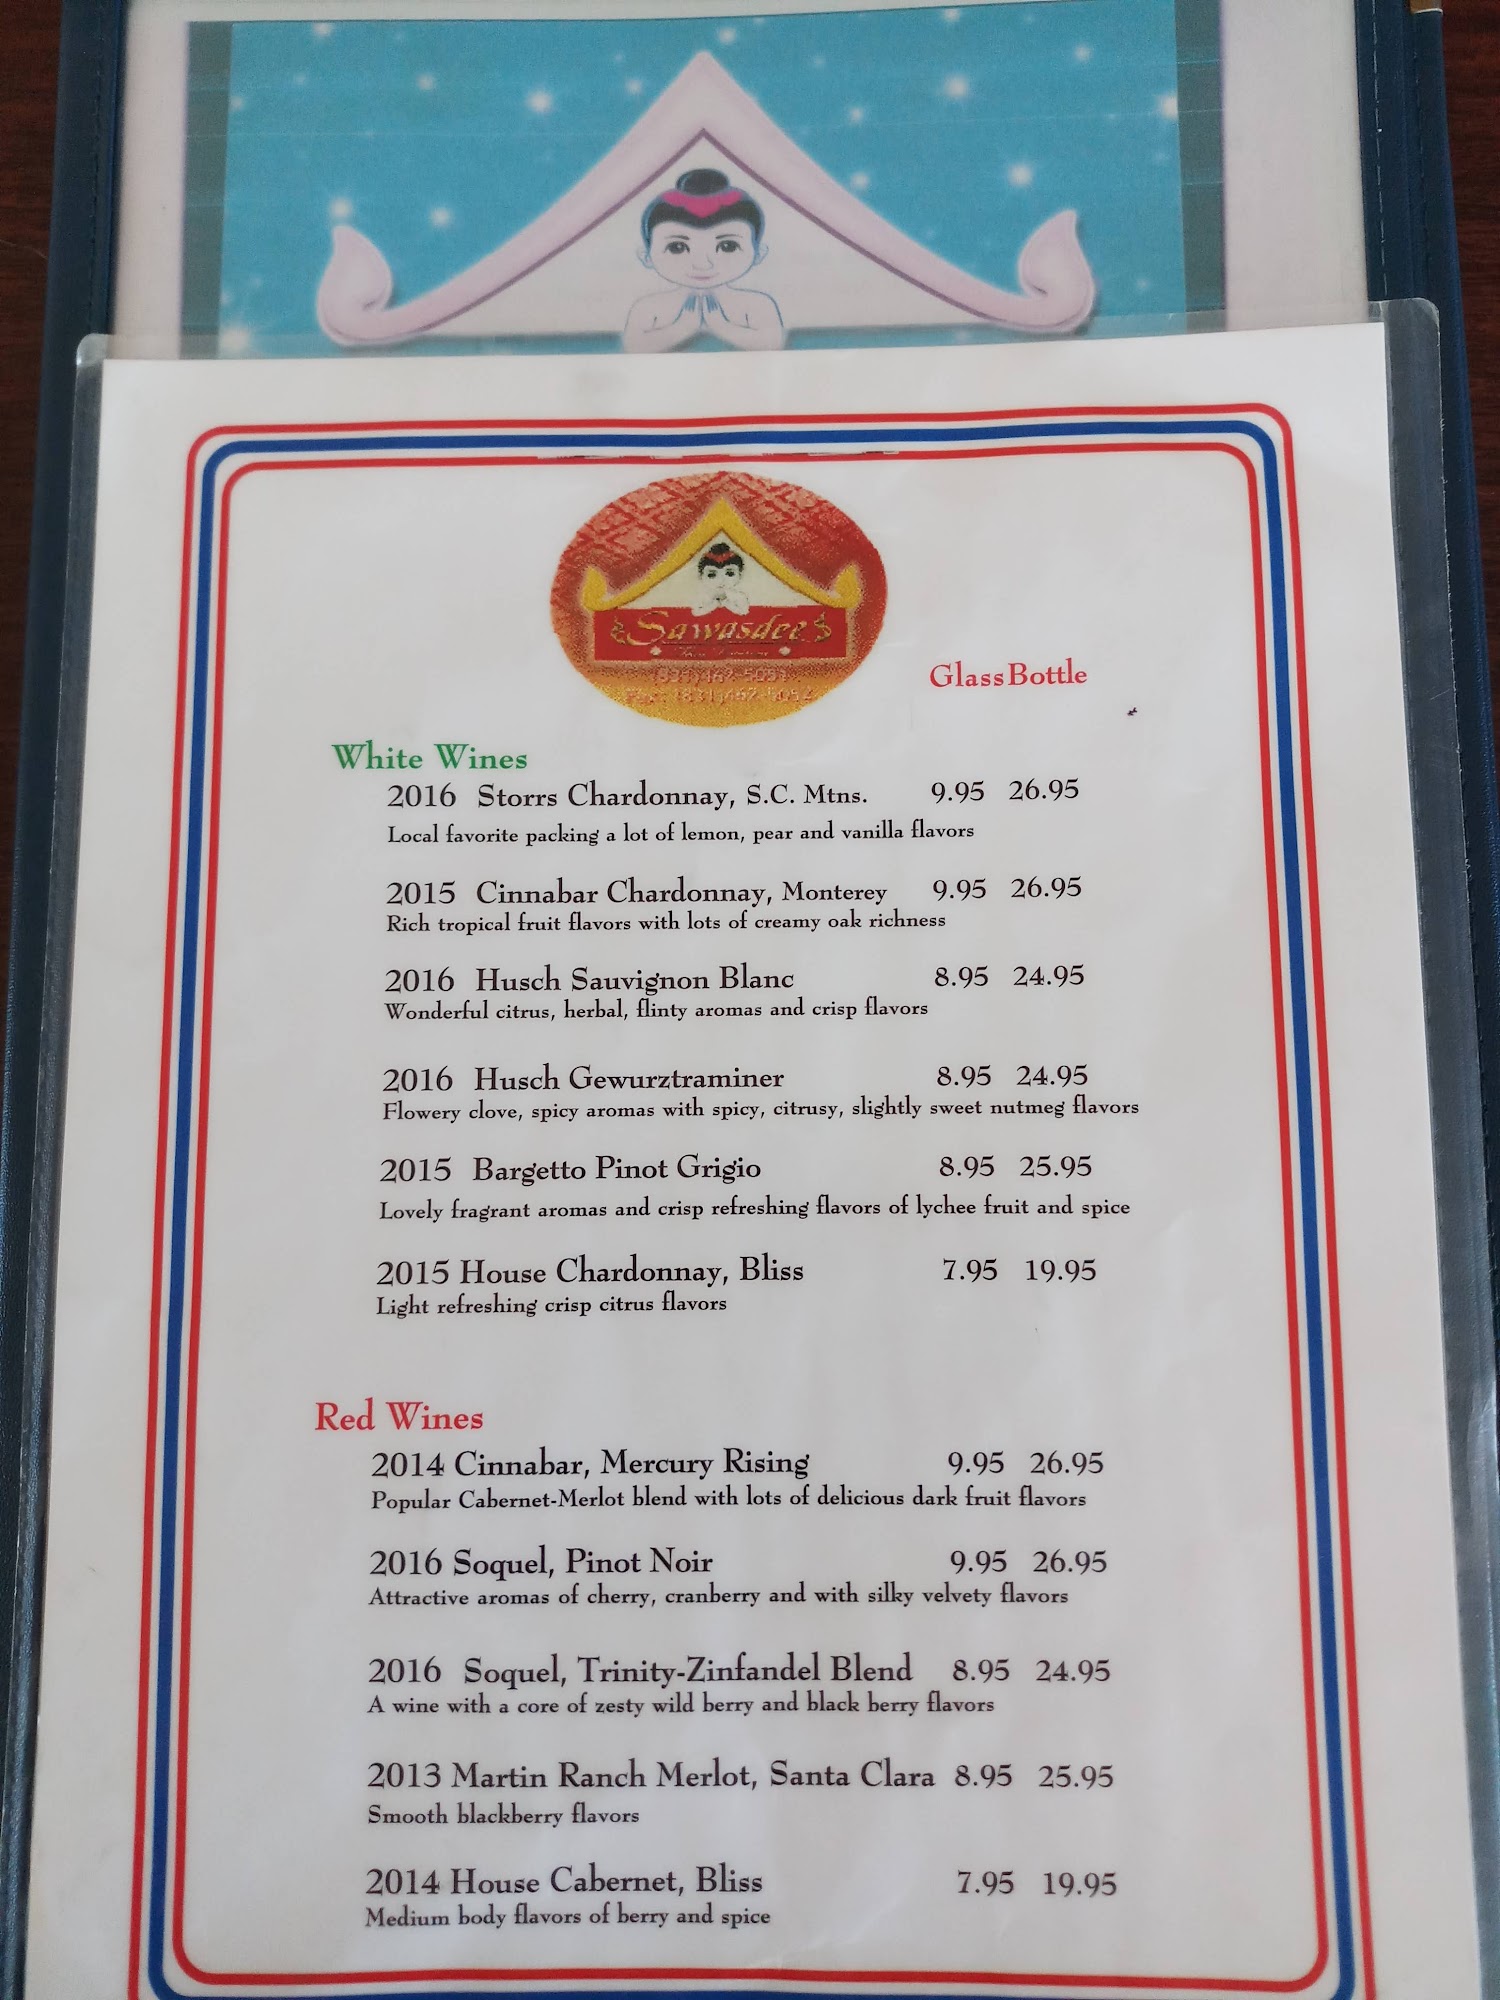 Sawasdee
Fax: (831)462-5052
Glass Bottle
White Wines
2016 Storrs Chardonnay, S.C. Mtns. 9.95 26.95
Local favorite packing a lot of lemon, pear and vanilla flavors
2015 Cinnabar Chardonnay, Monterey 9.95 26.95
Rich tropical fruit flavors with lots of creamy oak richness
2016 Husch Sauvignon Blanc 8.95 24.95
Wonderful citrus, herbal, flinty aromas and crisp flavors
2016 Husch Gewurztraminer 8.95 24.95
Flowery clove, spicy aromas with spicy, citrusy, slightly sweet nutmeg flavors
2015 Bargetto Pinot Grigio 8.95 25.95
Lovely fragrant aromas and crisp refreshing flavors of lychee fruit and spice
2015 House Chardonnay, Bliss 7.95 19.95
Light refreshing crisp citrus flavors
Red Wines
2014 Cinnabar, Mercury Rising 9.95 26.95
Popular Cabernet-Merlot blend with lots of delicious dark fruit flavors
2016 Soquel, Pinot Noir 9.95 26.95
Attractive aromas of cherry, cranberry and with silky velvety flavors
2016 Soquel, Trinity-Zinfandel Blend 8.95 24.95
A wine with a core of zesty wild berry and black berry flavors
2013 Martin Ranch Merlot, Santa Clara 8.95 25.95
Smooth blackberry flavors
2014 House Cabernet, Bliss 7.95 19.95
Medium body flavors of berry and spice